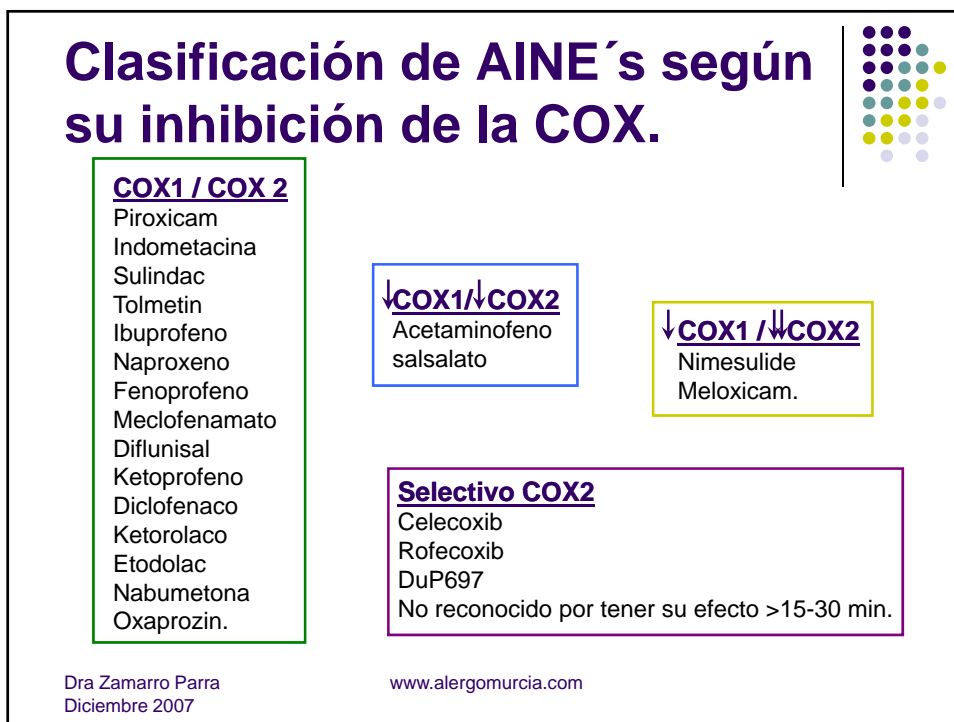 Clasificación de AINE´s según
su inhibición de la COX.
COX1 / COX 2
Piroxicam
Indometacina
Sulindac
Tolmetin
Ibuprofeno
Naproxeno
Fenoprofeno
Meclofenamato
Diflunisal
Ketoprofeno
Diclofenaco
Ketorolaco
Etodolac
Nabumetona
Oxaprozin.
↓COX1/↓COX2
Acetaminofeno
salsalato
↓COX1 /↓↓COX2
Nimesulide
Meloxicam.
Selectivo COX2
Celecoxib
Rofecoxib
DuP697
No reconocido por tener su efecto >15-30 min.
Dra Zamarro Parra
Diciembre 2007
www.alergomurcia.com